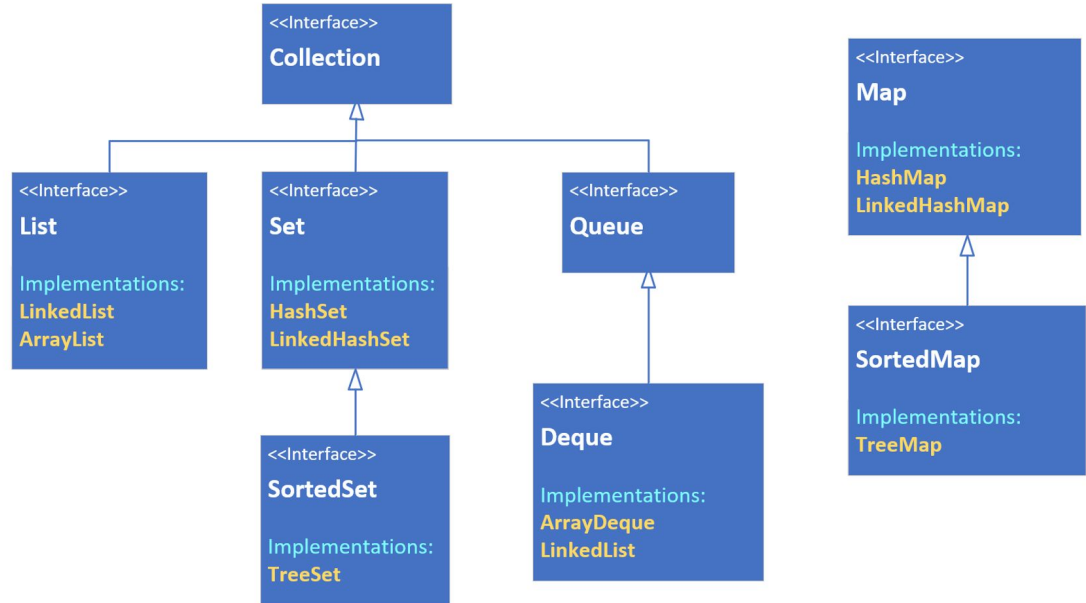 <<Interface>>
Collection
<<Interface>>
List
Implementations:
LinkedList
ArrayList
<<Interface>>
Set
Implementations:
HashSet
LinkedHashSet
<<Interface>>
SortedSet
Implementations:
TreeSet
<<Interface>>
Queue
<<Interface>>
Deque
Implementations:
ArrayDeque
LinkedList
<<Interface>>
Map
Implementations:
HashMap
LinkedHashMap
<<Interface>>
SortedMap
Implementations:
TreeMap